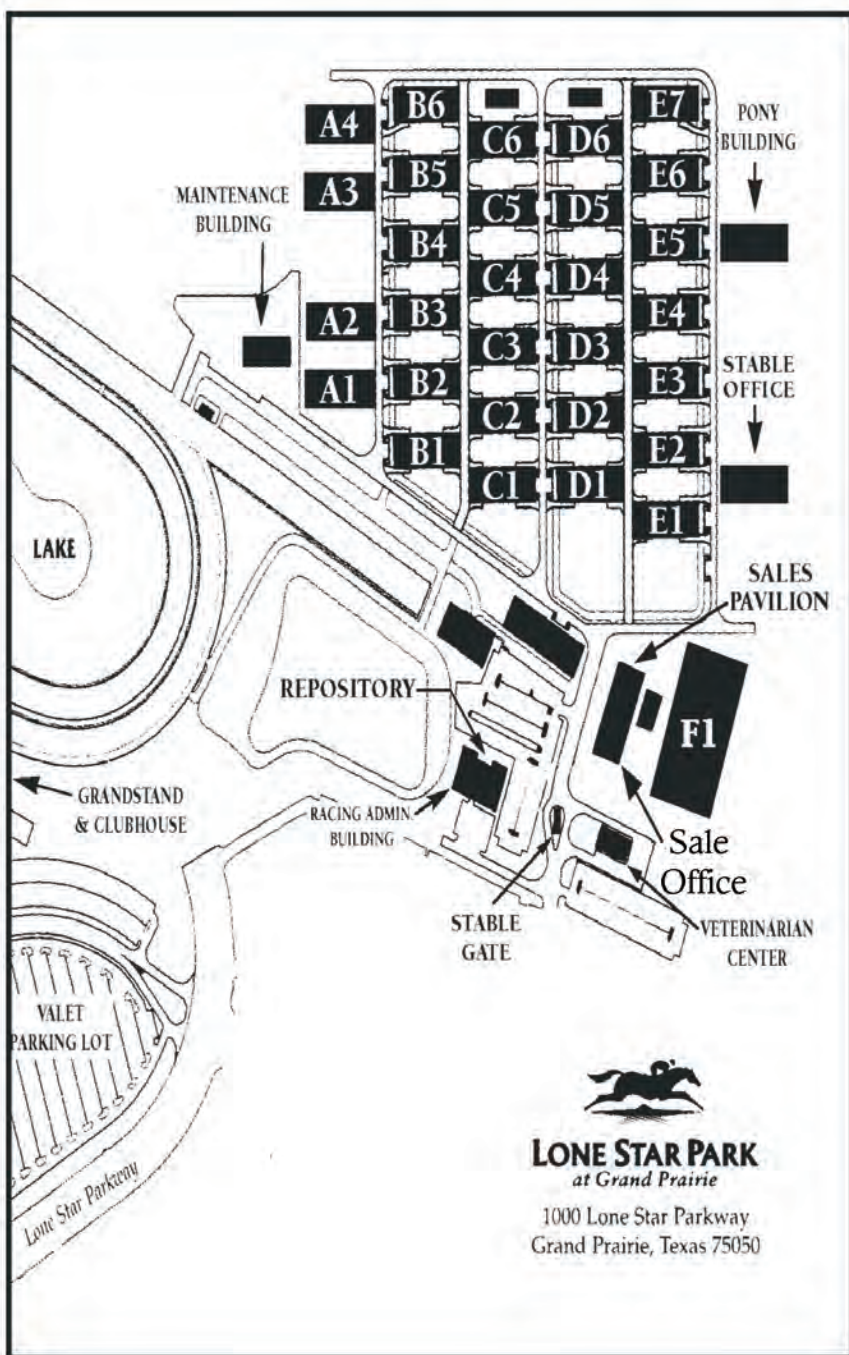 B6
E7
A4
C6
D6
PONY
BUILDING
B5
E6
A3
MAINTENANCE
BUILDING
C5
D5
B4
E5
C4
D4
A2
B3
E4
C3
D3
A1
B2
E3
STABLE
OFFICE
C2
D2
B1
E2
C1
D1
E1
LAKE
SALES
PAVILION
REPOSITORY
F1
GRANDSTAND
& CLUBHOUSE
RACING ADMIN.
BUILDING
Sale
Office
STABLE
GATE
VETERINARIAN
CENTER
VALET
PARKING LOT
Lone Star Parkway
LONE STAR PARK
at Grand Prairie
1000 Lone Star Parkway
Grand Prairie, Texas 75050